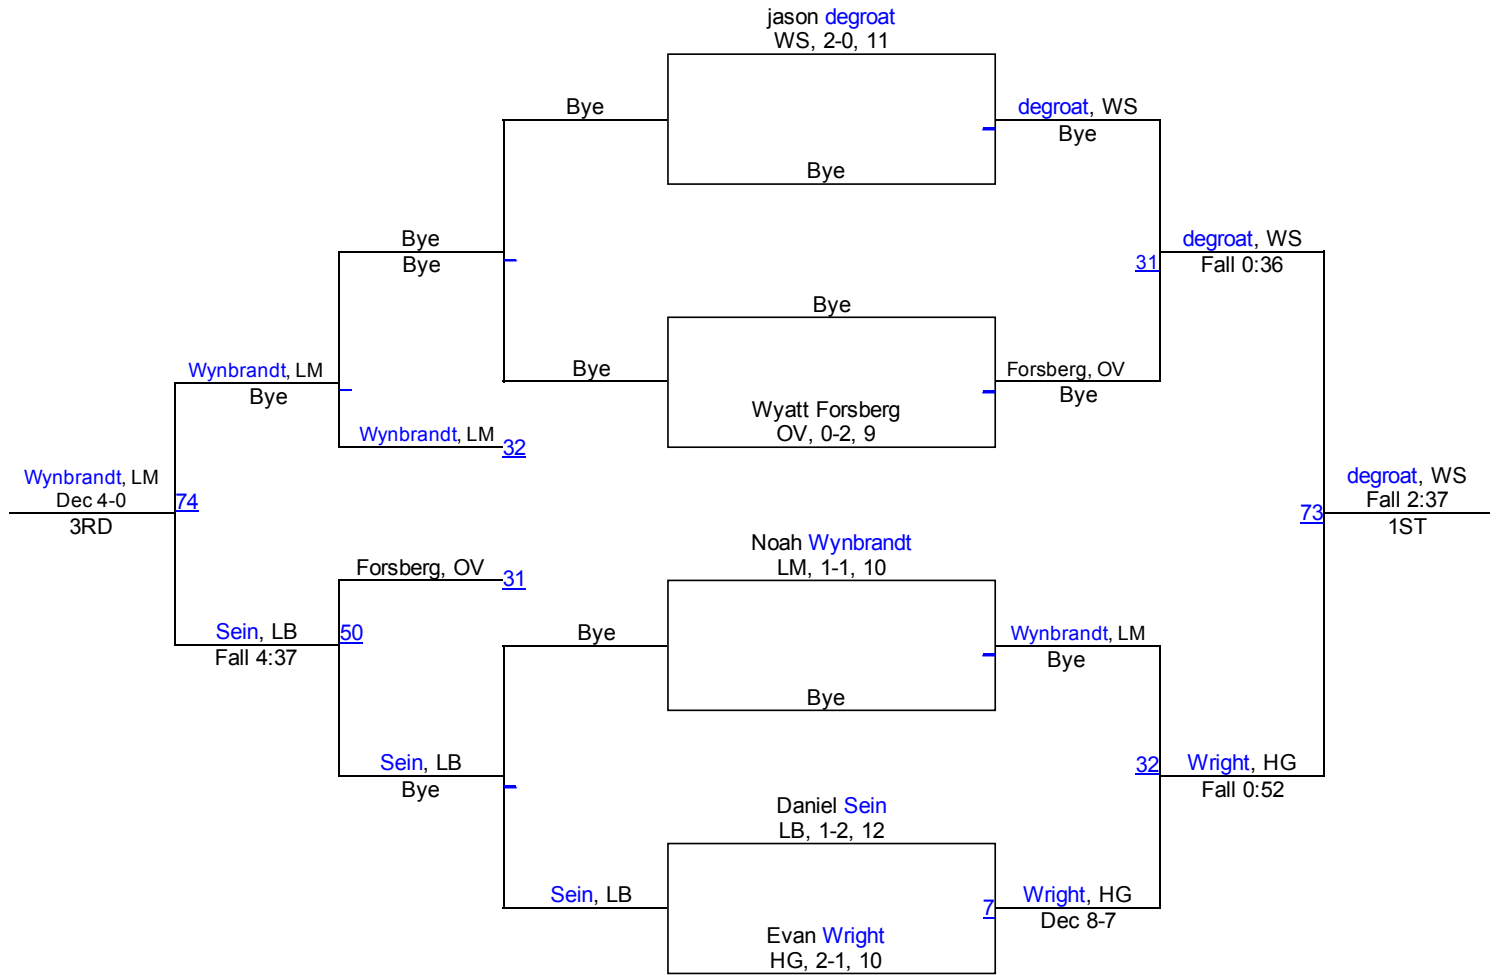 jason degroat
WS, 2-0, 11
Bye
degroat, WS
Bye
Bye
Bye
Bye
degroat, WS
31
Fall 0:36
Bye
Wynbrandt, LM
Bye
Bye
Forsberg, OV
Bye
Wyatt Forsberg
OV, 0-2, 9
Wynbrandt, LM
32
Wynbrandt, LM
Dec 4-0
74
3RD
degroat, WS
Fall 2:37
73
1ST
Noah Wynbrandt
LM, 1-1, 10
Forsberg, OV
31
Sein, LB
50
Fall 4:37
Bye
Wynbrandt, LM
Bye
Bye
Sein, LB
Bye
32
Wright, HG
Fall 0:52
Daniel Sein
LB, 1-2, 12
Sein, LB
7
Wright, HG
Dec 8-7
Evan Wright
HG, 2-1, 10